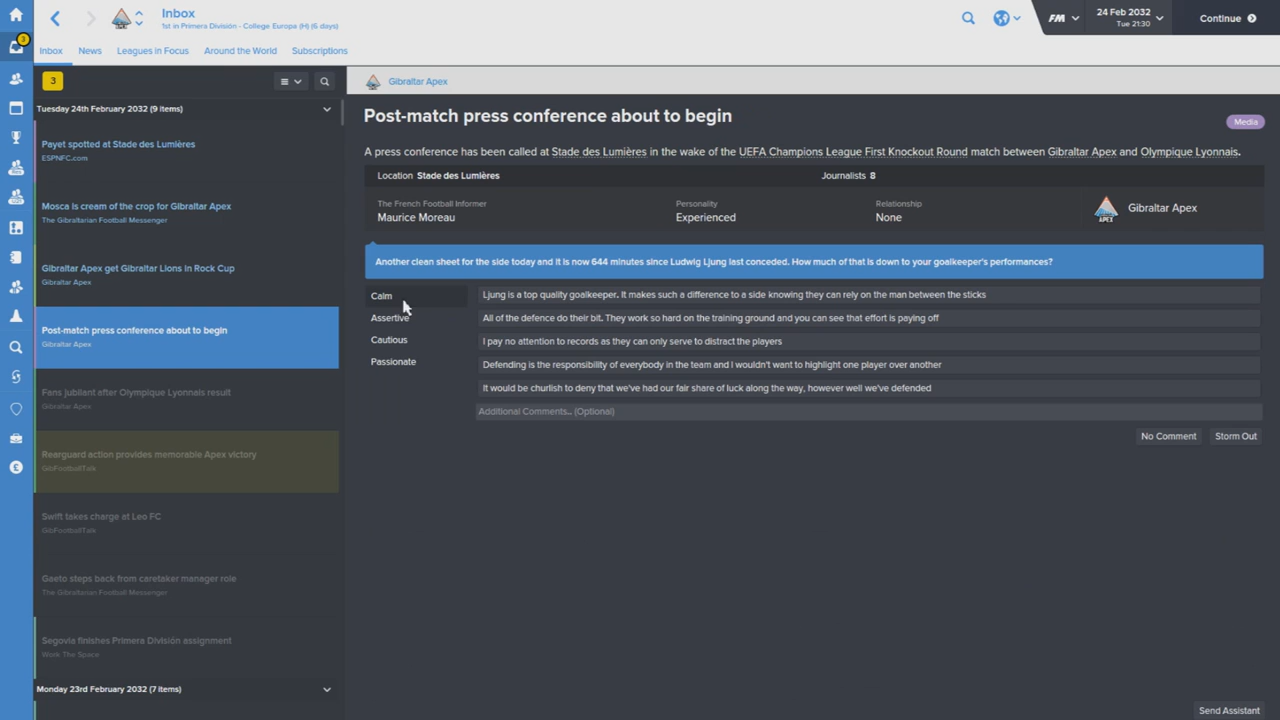 Inbox
1st in Primera División - College Europa (H) (6 days)
FM
24 Feb 2032
Tue 21:30
Continue
3
Inbox
News
Leagues in Focus
Around the World
Subscriptions
3
Tuesday 24th February 2032 (9 items)
Payet spotted at Stade des Lumières
ESPNFC.com
Mosca is cream of the crop for Gibraltar Apex
The Gibraltarian Football Messenger
Gibraltar Apex get Gibraltar Lions in Rock Cup
Gibraltar Apex
Post-match press conference about to begin
Gibraltar Apex
Fans jubilant after Olympique Lyonnais result
Gibraltar Apex
Rearguard action provides memorable Apex victory
GibFootballTalk
Swift takes charge at Leo FC
GibFootballTalk
Gaeto steps back from caretaker manager role
The Gibraltarian Football Messenger
Segovia finishes Primera División assignment
Work The Space
Monday 23rd February 2032 (7 items)
Gibraltar Apex
Post-match press conference about to begin
Media
A press conference has been called at Stade des Lumières in the wake of the UEFA Champions League First Knockout Round match between Gibraltar Apex and Olympique Lyonnais.
Location Stade des Lumières
Journalists 8
The French Football Informer
Maurice Moreau
Personality
Experienced
Relationship
None
Gibraltar Apex
Another clean sheet for the side today and it is now 644 minutes since Ludwig Ljung last conceded. How much of that is down to your goalkeeper's performances?
Calm
Assertive
Cautious
Passionate
Ljung is a top quality goalkeeper. It makes such a difference to a side knowing they can rely on the man between the sticks
All of the defence do their bit. They work so hard on the training ground and you can see that effort is paying off
I pay no attention to records as they can only serve to distract the players
Defending is the responsibility of everybody in the team and I wouldn't want to highlight one player over another
It would be churlish to deny that we've had our fair share of luck along the way, however well we've defended
Additional Comments... (Optional)
No Comment
Storm Out
Send Assistant